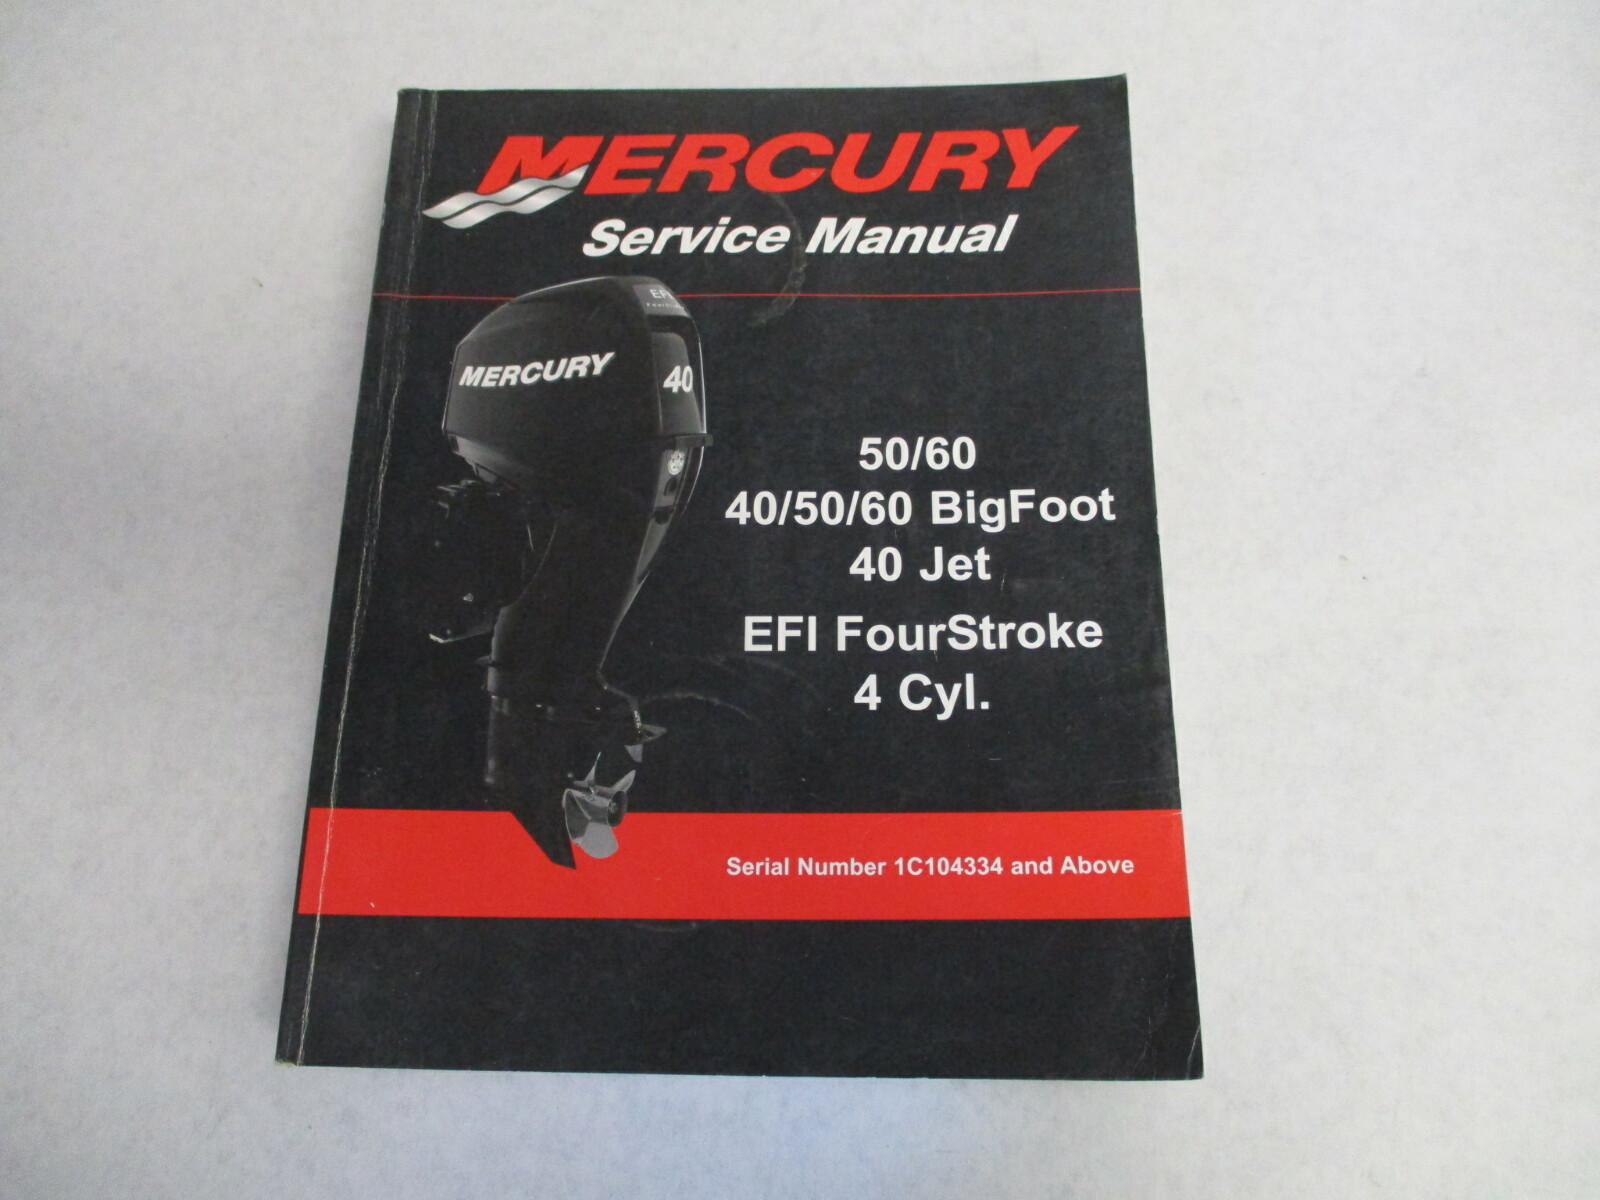 MERCURY
Service Manual
EFI
MERCURY
40
50/60
40/50/60 BigFoot
40 Jet
EFI FourStroke
4 Cyl.
Serial Number 1C104334 and Above